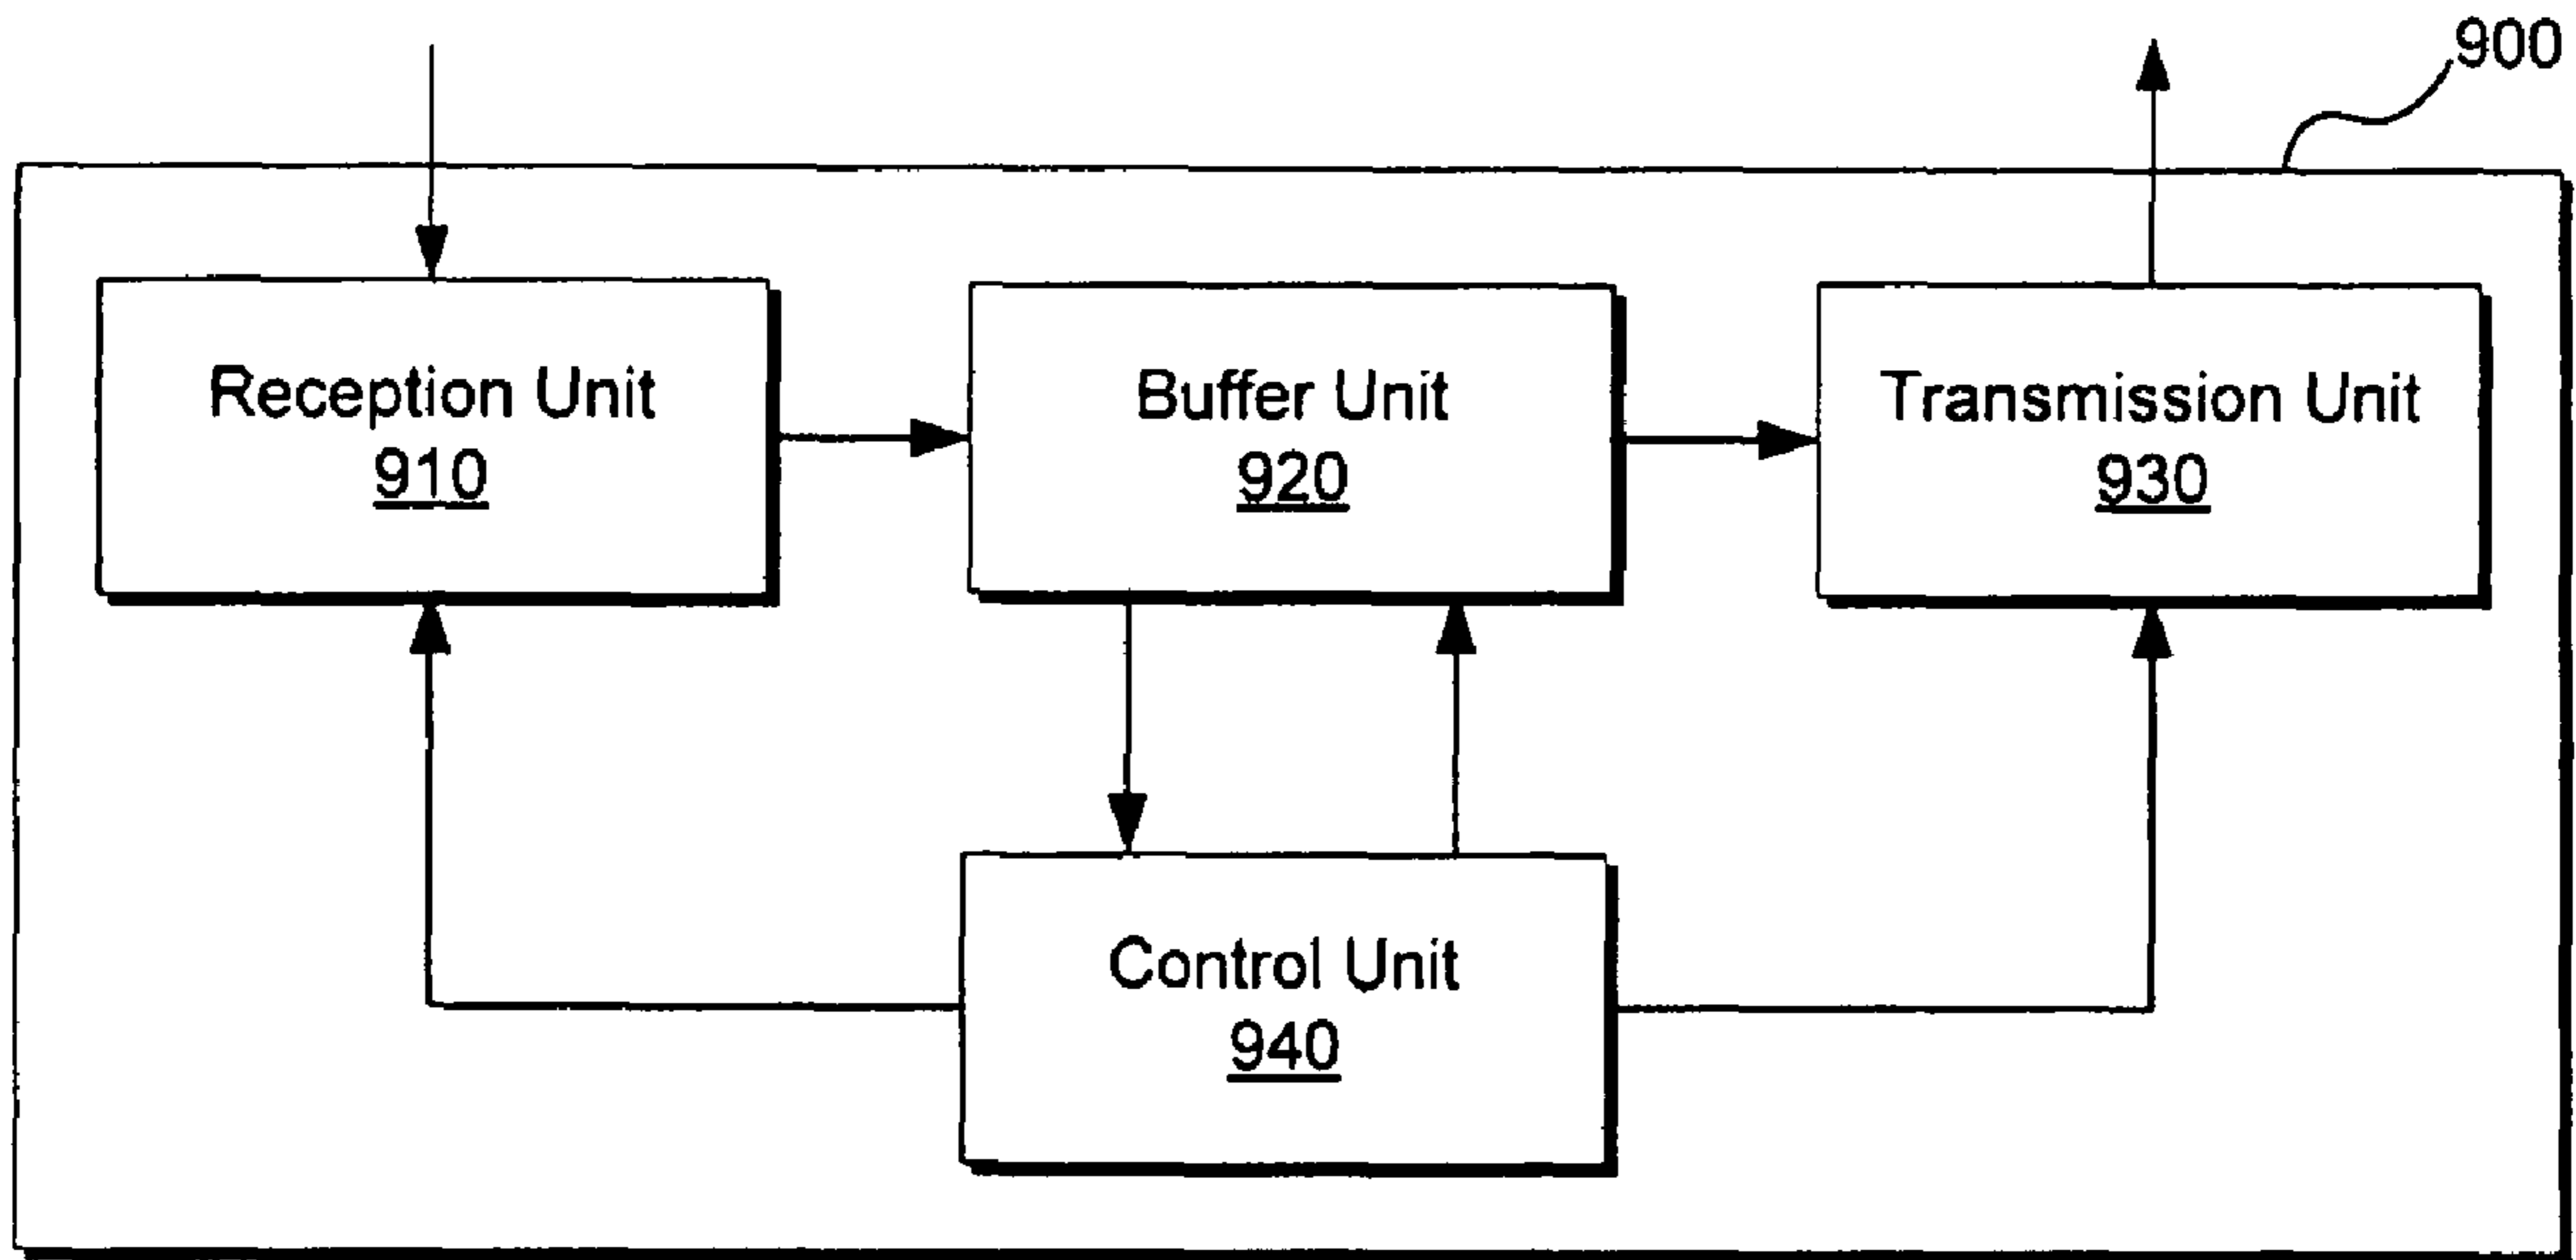 900
Reception Unit
910
Buffer Unit
920
Transmission Unit
930
Control Unit
940